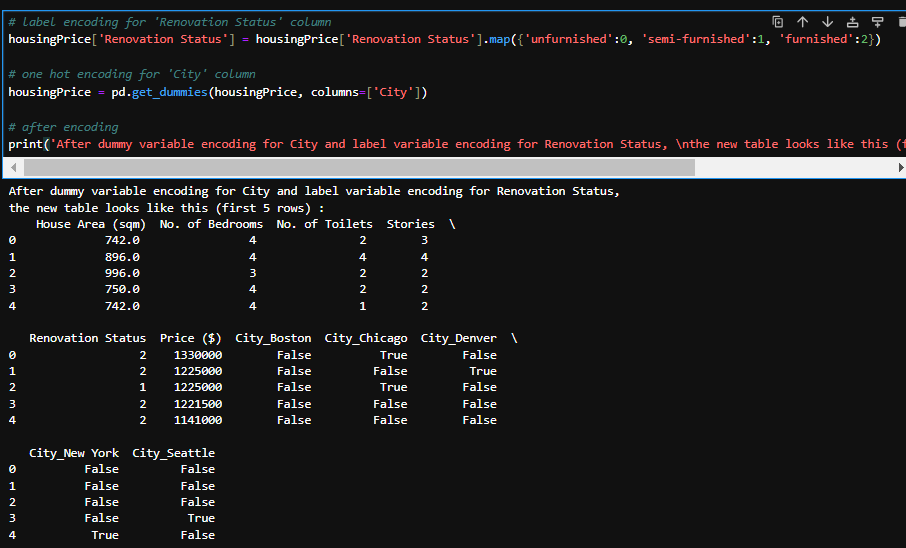 # label encoding for 'Renovation Status' column
housingPrice['Renovation Status'] = housingPrice['Renovation Status'].map({'unfurnished':0, 'semi-furnished':1, 'furnished':2})
# one hot encoding for 'City' column
housingPrice = pd.get_dummies(housingPrice, columns=['City'])
# after encoding
print('After dummy variable encoding for City and label variable encoding for Renovation Status, \nthe new table looks like this (f
After dummy variable encoding for City and label variable encoding for Renovation Status,
the new table looks like this (first 5 rows) :
House Area (sqm) No. of Bedrooms No. of Toilets Stories \
0 742.0 4 2 3
1 896.0 4 4 4
2 996.0 3 2 2
3 750.0 4 2 2
4 742.0 4 1 2
Renovation Status Price ($) City_Boston City_Chicago City_Denver \
0 2 1330000 False True False
1 2 1225000 False False True
2 1 1225000 False True False
3 2 1221500 False False False
4 2 1141000 False False False
City_New York City_Seattle
0 False False
1 False False
2 False False
3 False True
4 True False